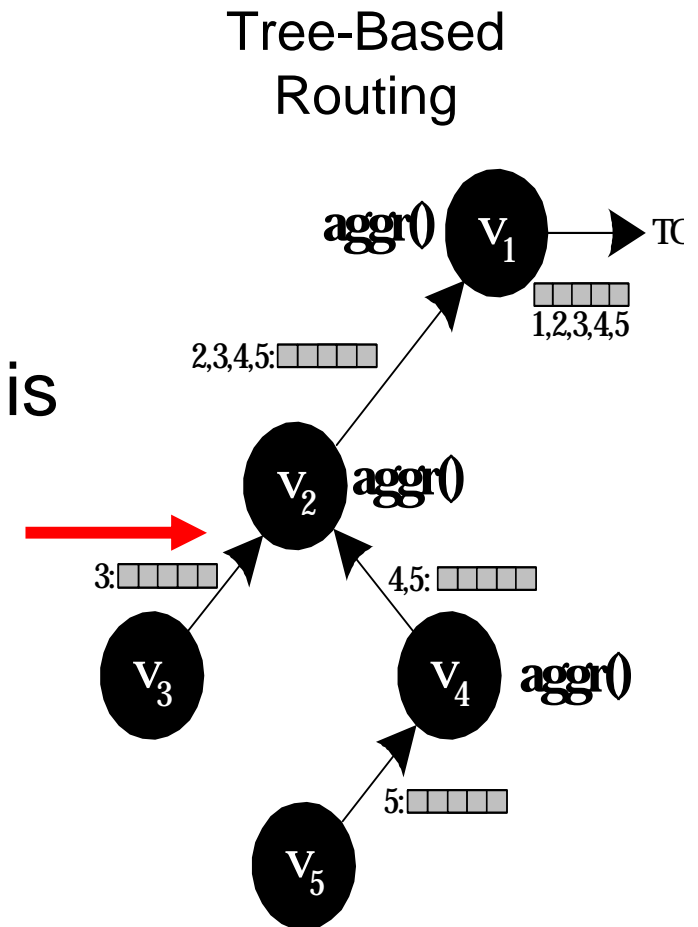 Tree-Based
Routing
aggr()
v1
TC
1,2,3,4,5
2,3,4,5:
is
v2
aggr()
3:
4,5:
v3
v4
aggr()
5:
v5